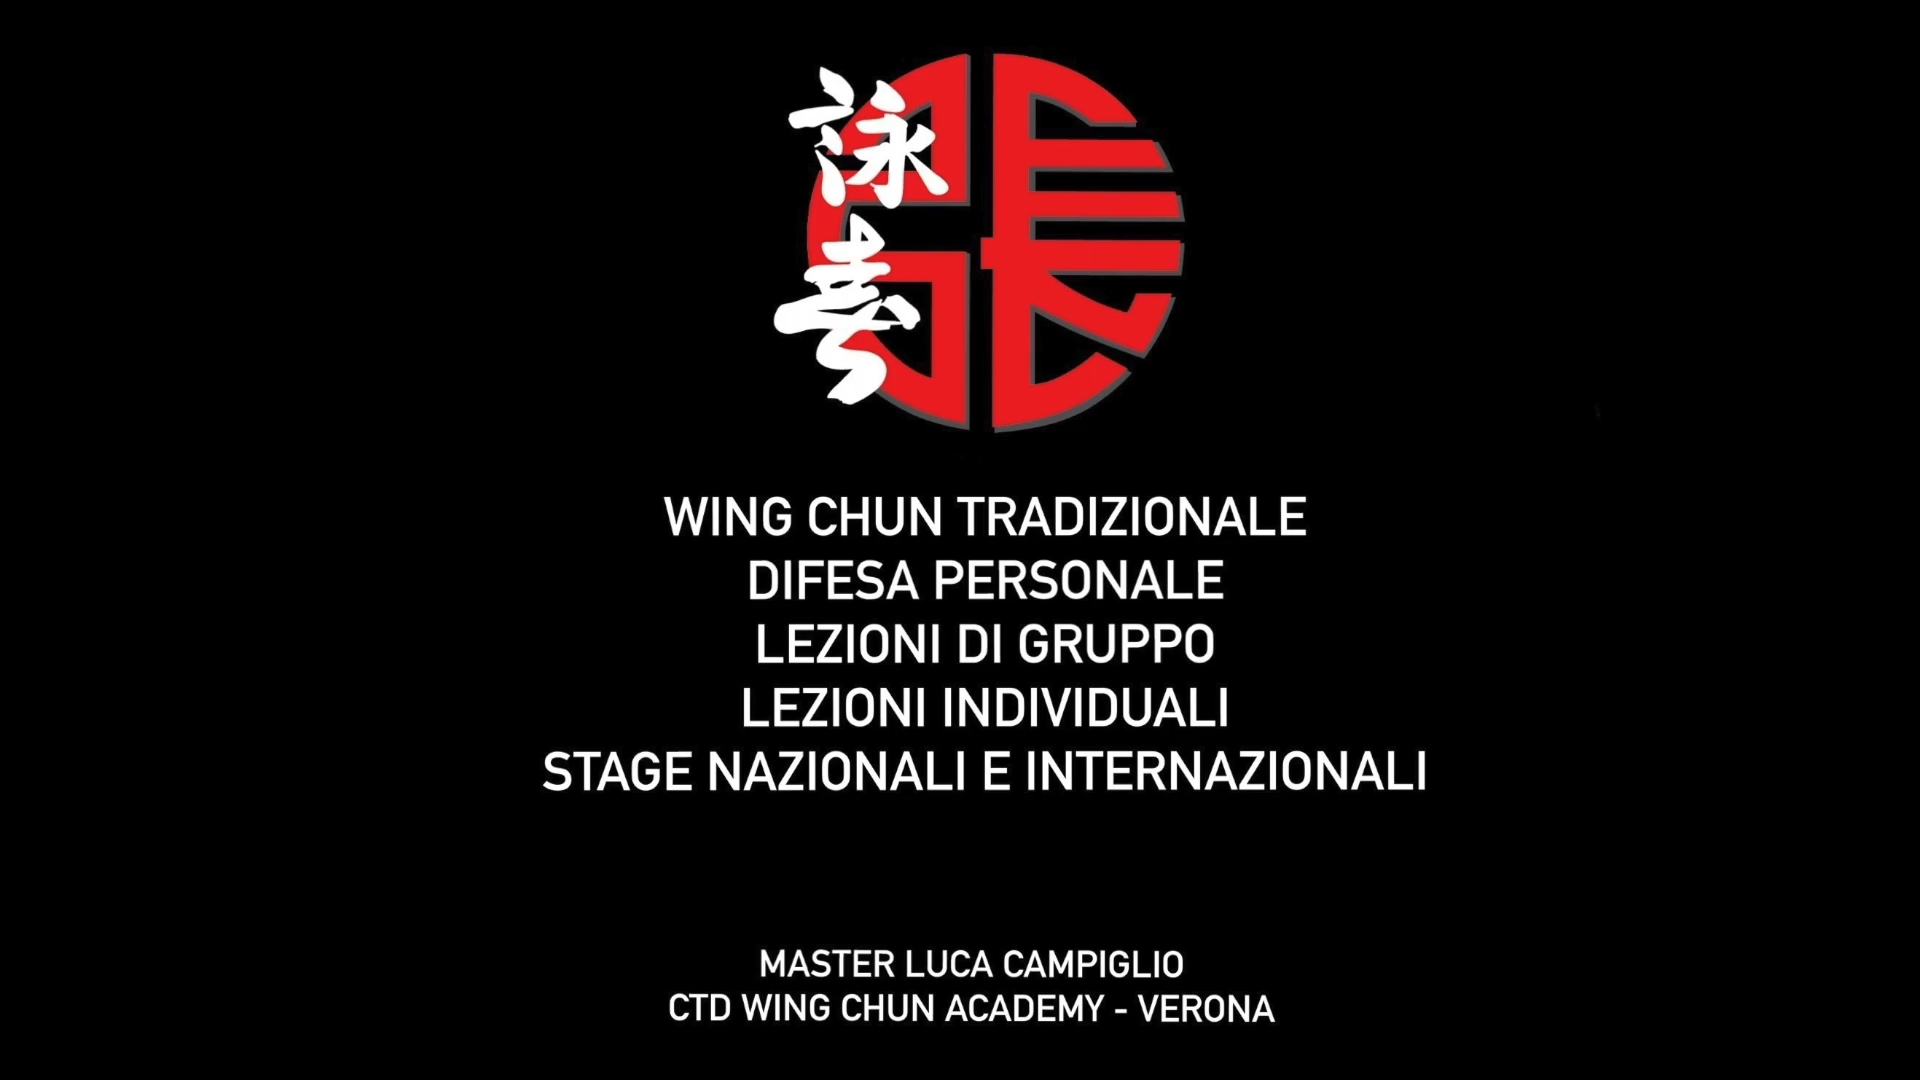 詠春
張
WING CHUN TRADIZIONALE
DIFESA PERSONALE
LEZIONI DI GRUPPO
LEZIONI INDIVIDUALI
STAGE NAZIONALI E INTERNAZIONALI
MASTER LUCA CAMPIGLIO
CTD WING CHUN ACADEMY - VERONA